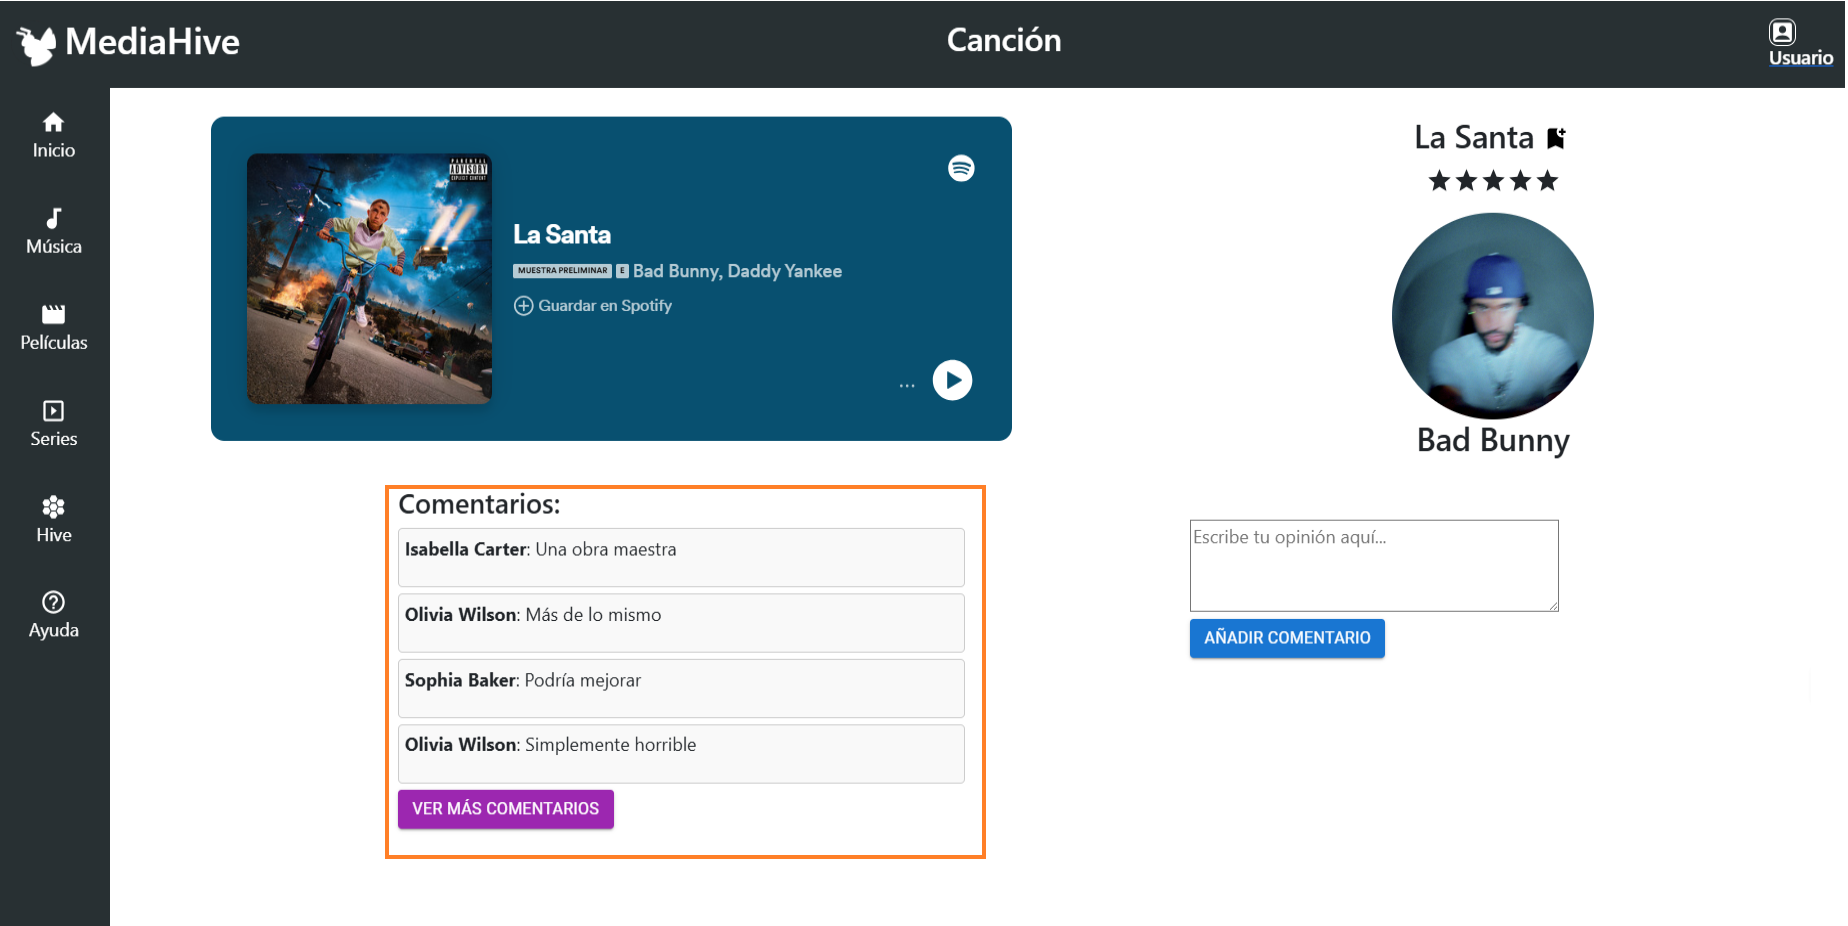 MediaHive
Canción
Usuario
Inicio
Música
Películas
Series
Hive
Ayuda
PARENTAL
ADVISORY
EXPLICIT CONTENT
La Santa
MUESTRA PRELIMINAR E Bad Bunny, Daddy Yankee
Guardar en Spotify
...
La Santa
Bad Bunny
Comentarios:
Isabella Carter: Una obra maestra
Olivia Wilson: Más de lo mismo
Sophia Baker: Podría mejorar
Olivia Wilson: Simplemente horrible
VER MÁS COMENTARIOS
Escribe tu opinión aquí...
AÑADIR COMENTARIO